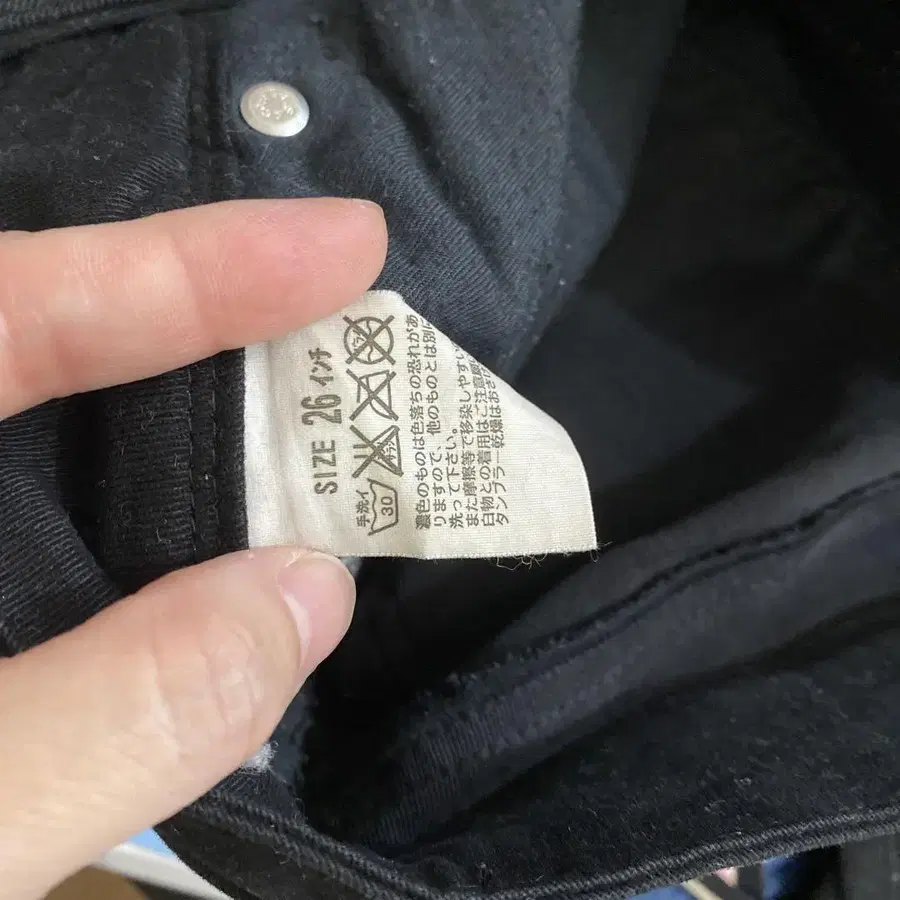 SIZE 26 インチ
手洗イ
30
濃色のものは色落ちの恐れがあ
りますので、他のものとは別に
洗って下さい。
また摩擦等で移染しやすい
白物との着用はご注意願
タンブラー乾燥はおさ